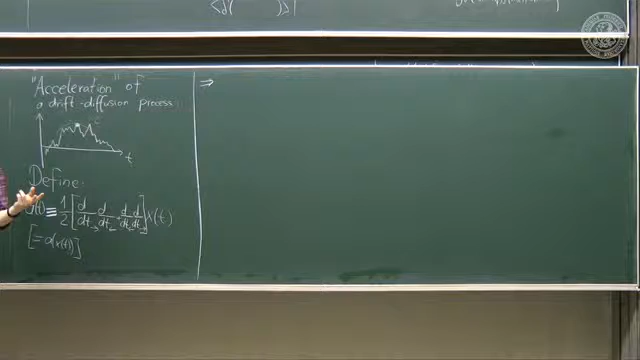 "Acceleration" of
a drift-diffusion process
t
Define:
(t) ≡ 1/2 [d/dt→ d/dt← + d/dt← d/dt→] x(t)
[= a(x(t))]
⇒